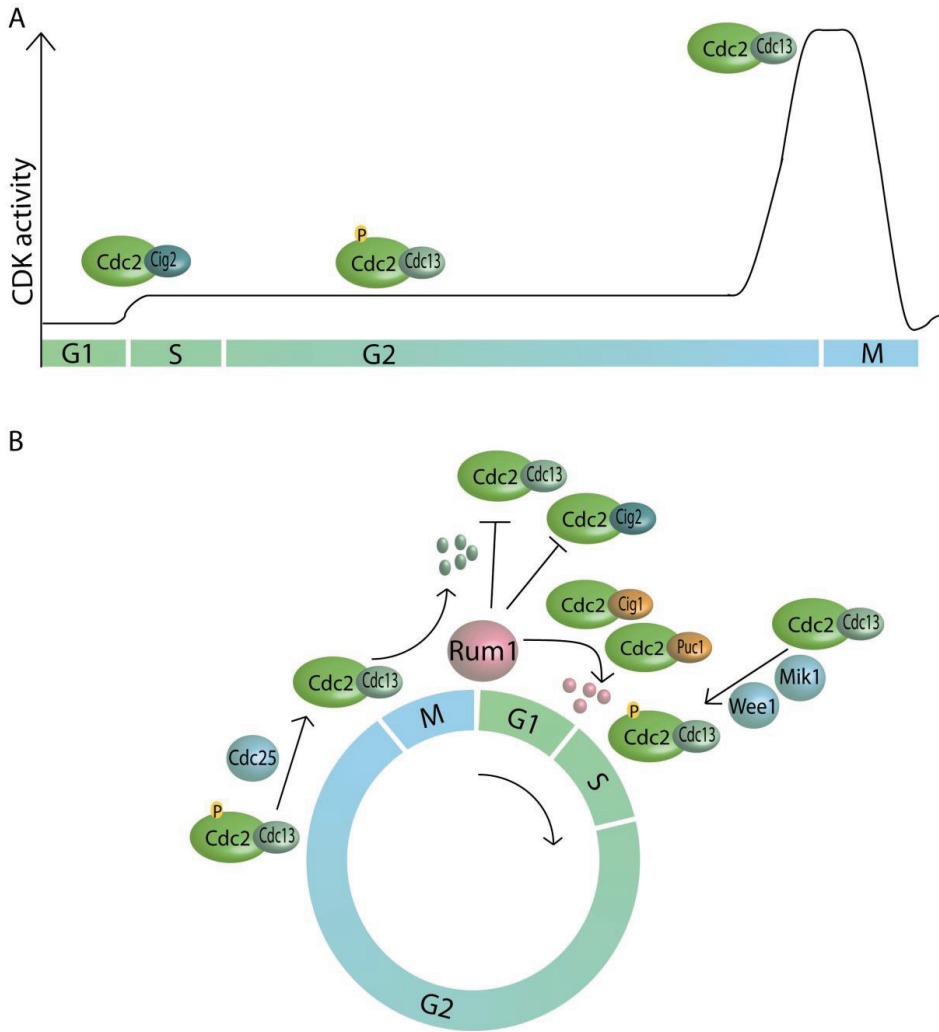 A
CDK activity
Cdc2 Cdc13
Cdc2 Cig2
P
Cdc2 Cdc13
G1 S G2 M
B
Cdc2 Cdc13
Cdc2 Cig2
Cdc2 Cig1
Cdc2 Puc1
Rum1
Cdc2 Cdc13
Mik1
Wee1
P
Cdc2 Cdc13
Cdc2 Cdc13
Cdc25
P
Cdc2 Cdc13
M
G1
S
G2